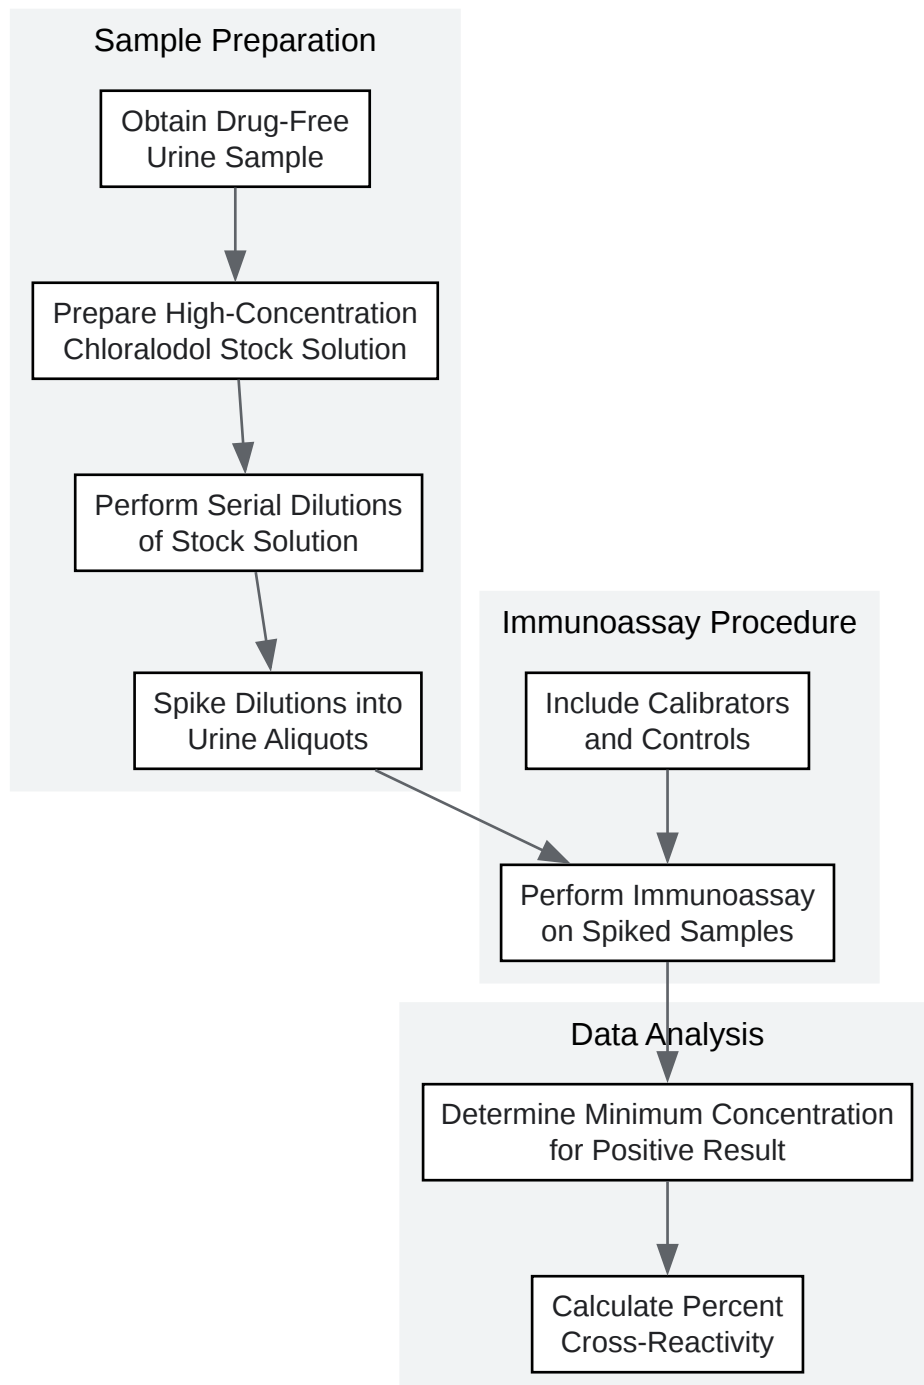 Sample Preparation
Obtain Drug-Free
Urine Sample
Prepare High-Concentration
Chloralodol Stock Solution
Perform Serial Dilutions
of Stock Solution
Spike Dilutions into
Urine Aliquots
Immunoassay Procedure
Include Calibrators
and Controls
Perform Immunoassay
on Spiked Samples
Data Analysis
Determine Minimum Concentration
for Positive Result
Calculate Percent
Cross-Reactivity